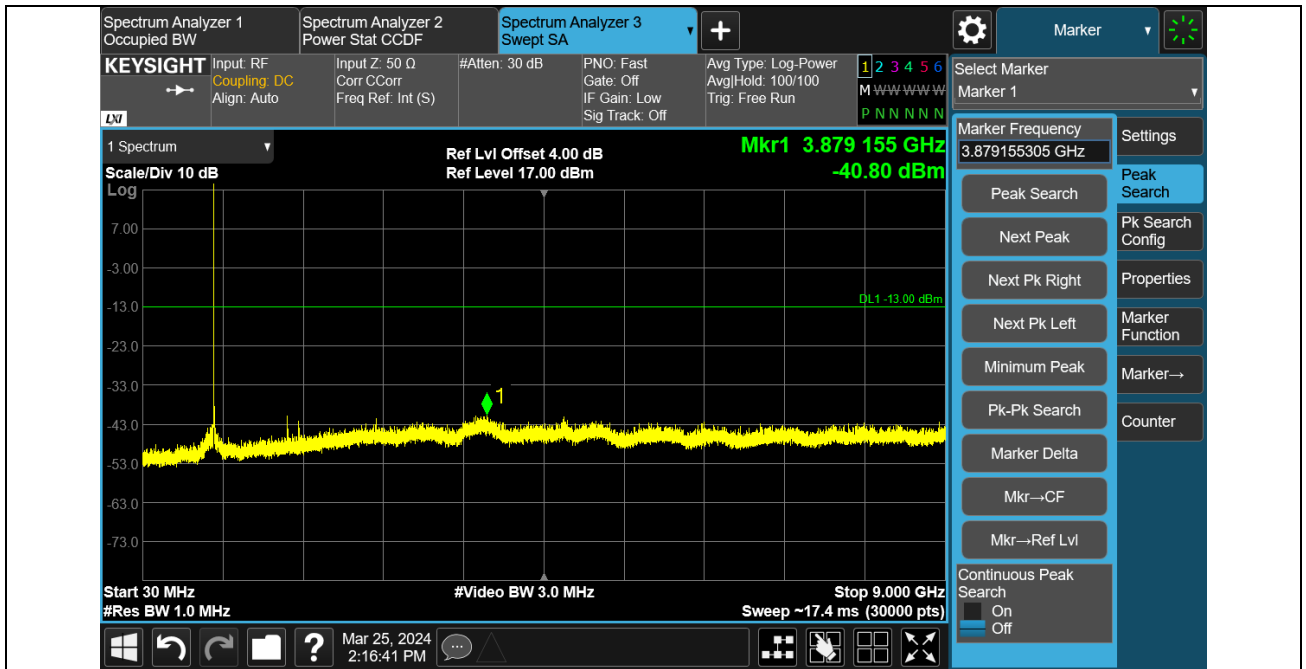 Spectrum Analyzer 1
Occupied BW
Spectrum Analyzer 2
Power Stat CCDF
Spectrum Analyzer 3
Swept SA
Marker
KEYSIGHT
LXI
Input: RF
Coupling: DC
Align: Auto
Input Z: 50 Ω
Corr CCorr
Freq Ref: Int (S)
#Atten: 30 dB
PNO: Fast
Gate: Off
IF Gain: Low
Sig Track: Off
Avg Type: Log-Power
Avg|Hold: 100/100
Trig: Free Run
1 2 3 4 5 6
M W W W W W
P N N N N N
Select Marker
Marker 1
1 Spectrum
Scale/Div 10 dB
Ref Lvl Offset 4.00 dB
Ref Level 17.00 dBm
Mkr1 3.879 155 GHz
-40.80 dBm
Log
7.00
-3.00
-13.0
-23.0
-33.0
-43.0
-53.0
-63.0
-73.0
DL1 -13.00 dBm
1
Start 30 MHz
#Res BW 1.0 MHz
#Video BW 3.0 MHz
Stop 9.000 GHz
Sweep ~17.4 ms (30000 pts)
Marker Frequency
3.879155305 GHz
Peak Search
Next Peak
Next Pk Right
Next Pk Left
Minimum Peak
Pk-Pk Search
Marker Delta
Mkr→CF
Mkr→Ref Lvl
Continuous Peak
Search
On
Off
Settings
Peak
Search
Pk Search
Config
Properties
Marker
Function
Marker→
Counter
?
Mar 25, 2024
2:16:41 PM